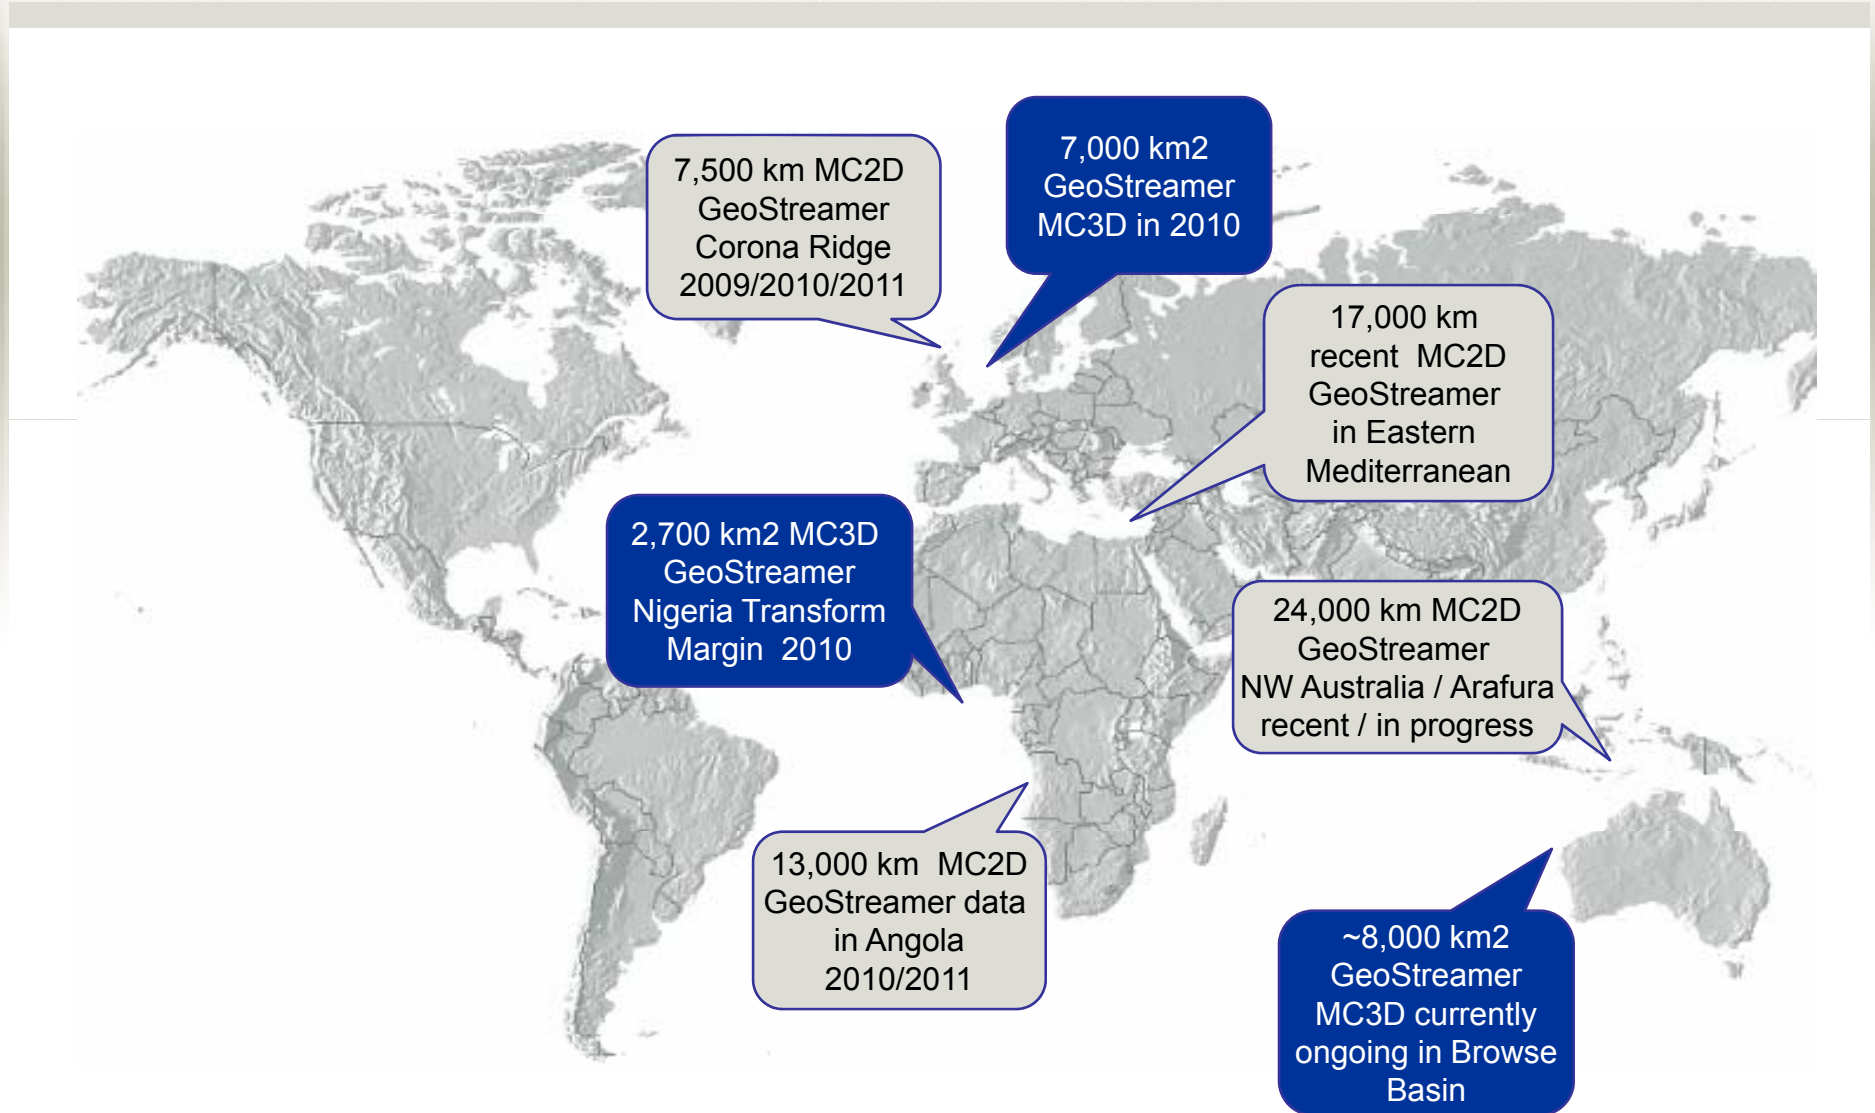 7,500 km MC2D
GeoStreamer
Corona Ridge
2009/2010/2011
7,000 km2
GeoStreamer
MC3D in 2010
17,000 km
recent MC2D
GeoStreamer
in Eastern
Mediterranean
2,700 km2 MC3D
GeoStreamer
Nigeria Transform
Margin 2010
24,000 km MC2D
GeoStreamer
NW Australia / Arafura
recent / in progress
13,000 km MC2D
GeoStreamer data
in Angola
2010/2011
~8,000 km2
GeoStreamer
MC3D currently
ongoing in Browse
Basin